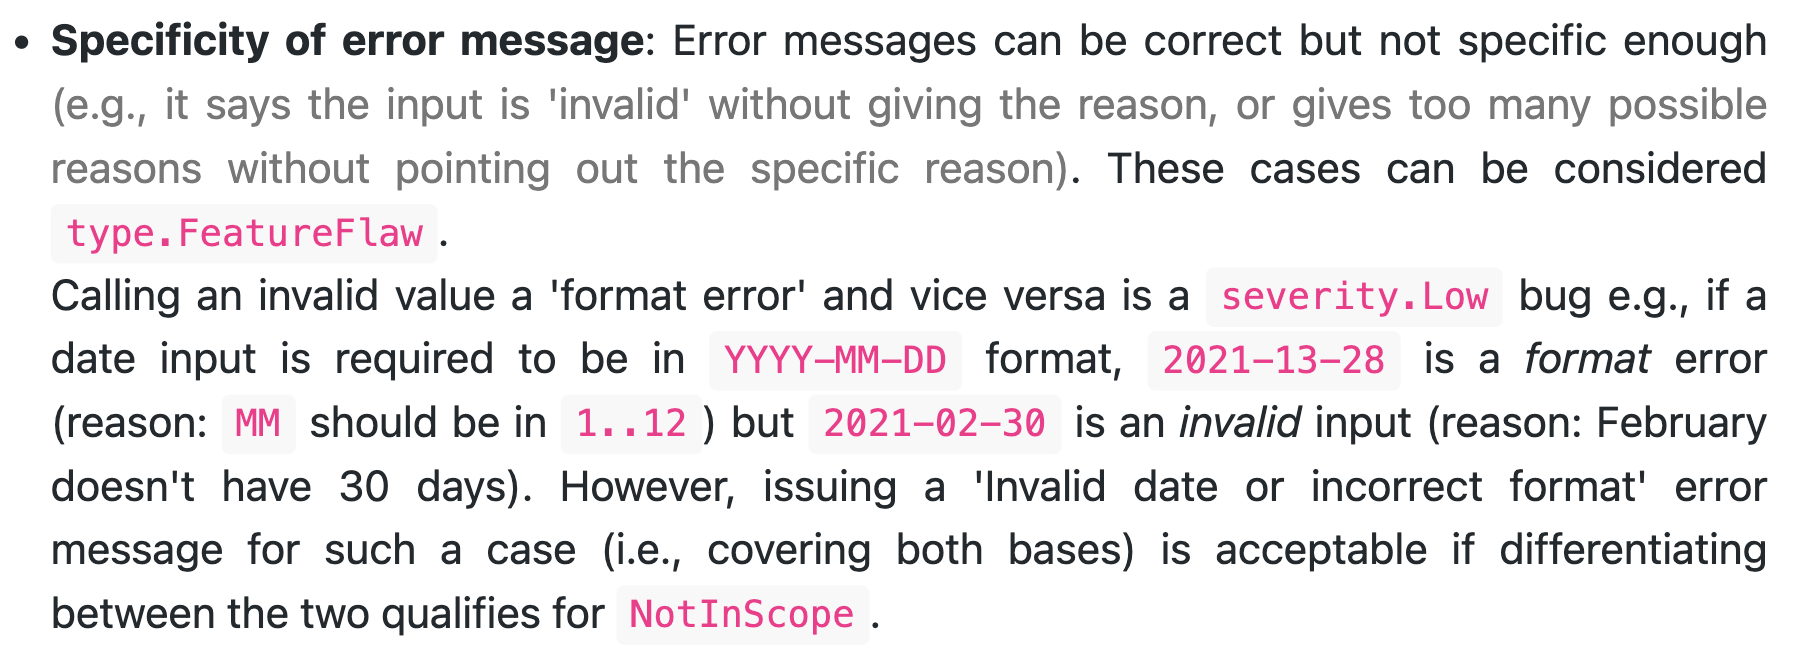 • Specificity of error message: Error messages can be correct but not specific enough
(e.g., it says the input is 'invalid' without giving the reason, or gives too many possible
reasons without pointing out the specific reason). These cases can be considered
type.FeatureFlaw.
Calling an invalid value a 'format error' and vice versa is a severity.Low bug e.g., if a
date input is required to be in YYYY-MM-DD format, 2021-13-28 is a format error
(reason: MM should be in 1..12) but 2021-02-30 is an invalid input (reason: February
doesn't have 30 days). However, issuing a 'Invalid date or incorrect format' error
message for such a case (i.e., covering both bases) is acceptable if differentiating
between the two qualifies for NotInScope.